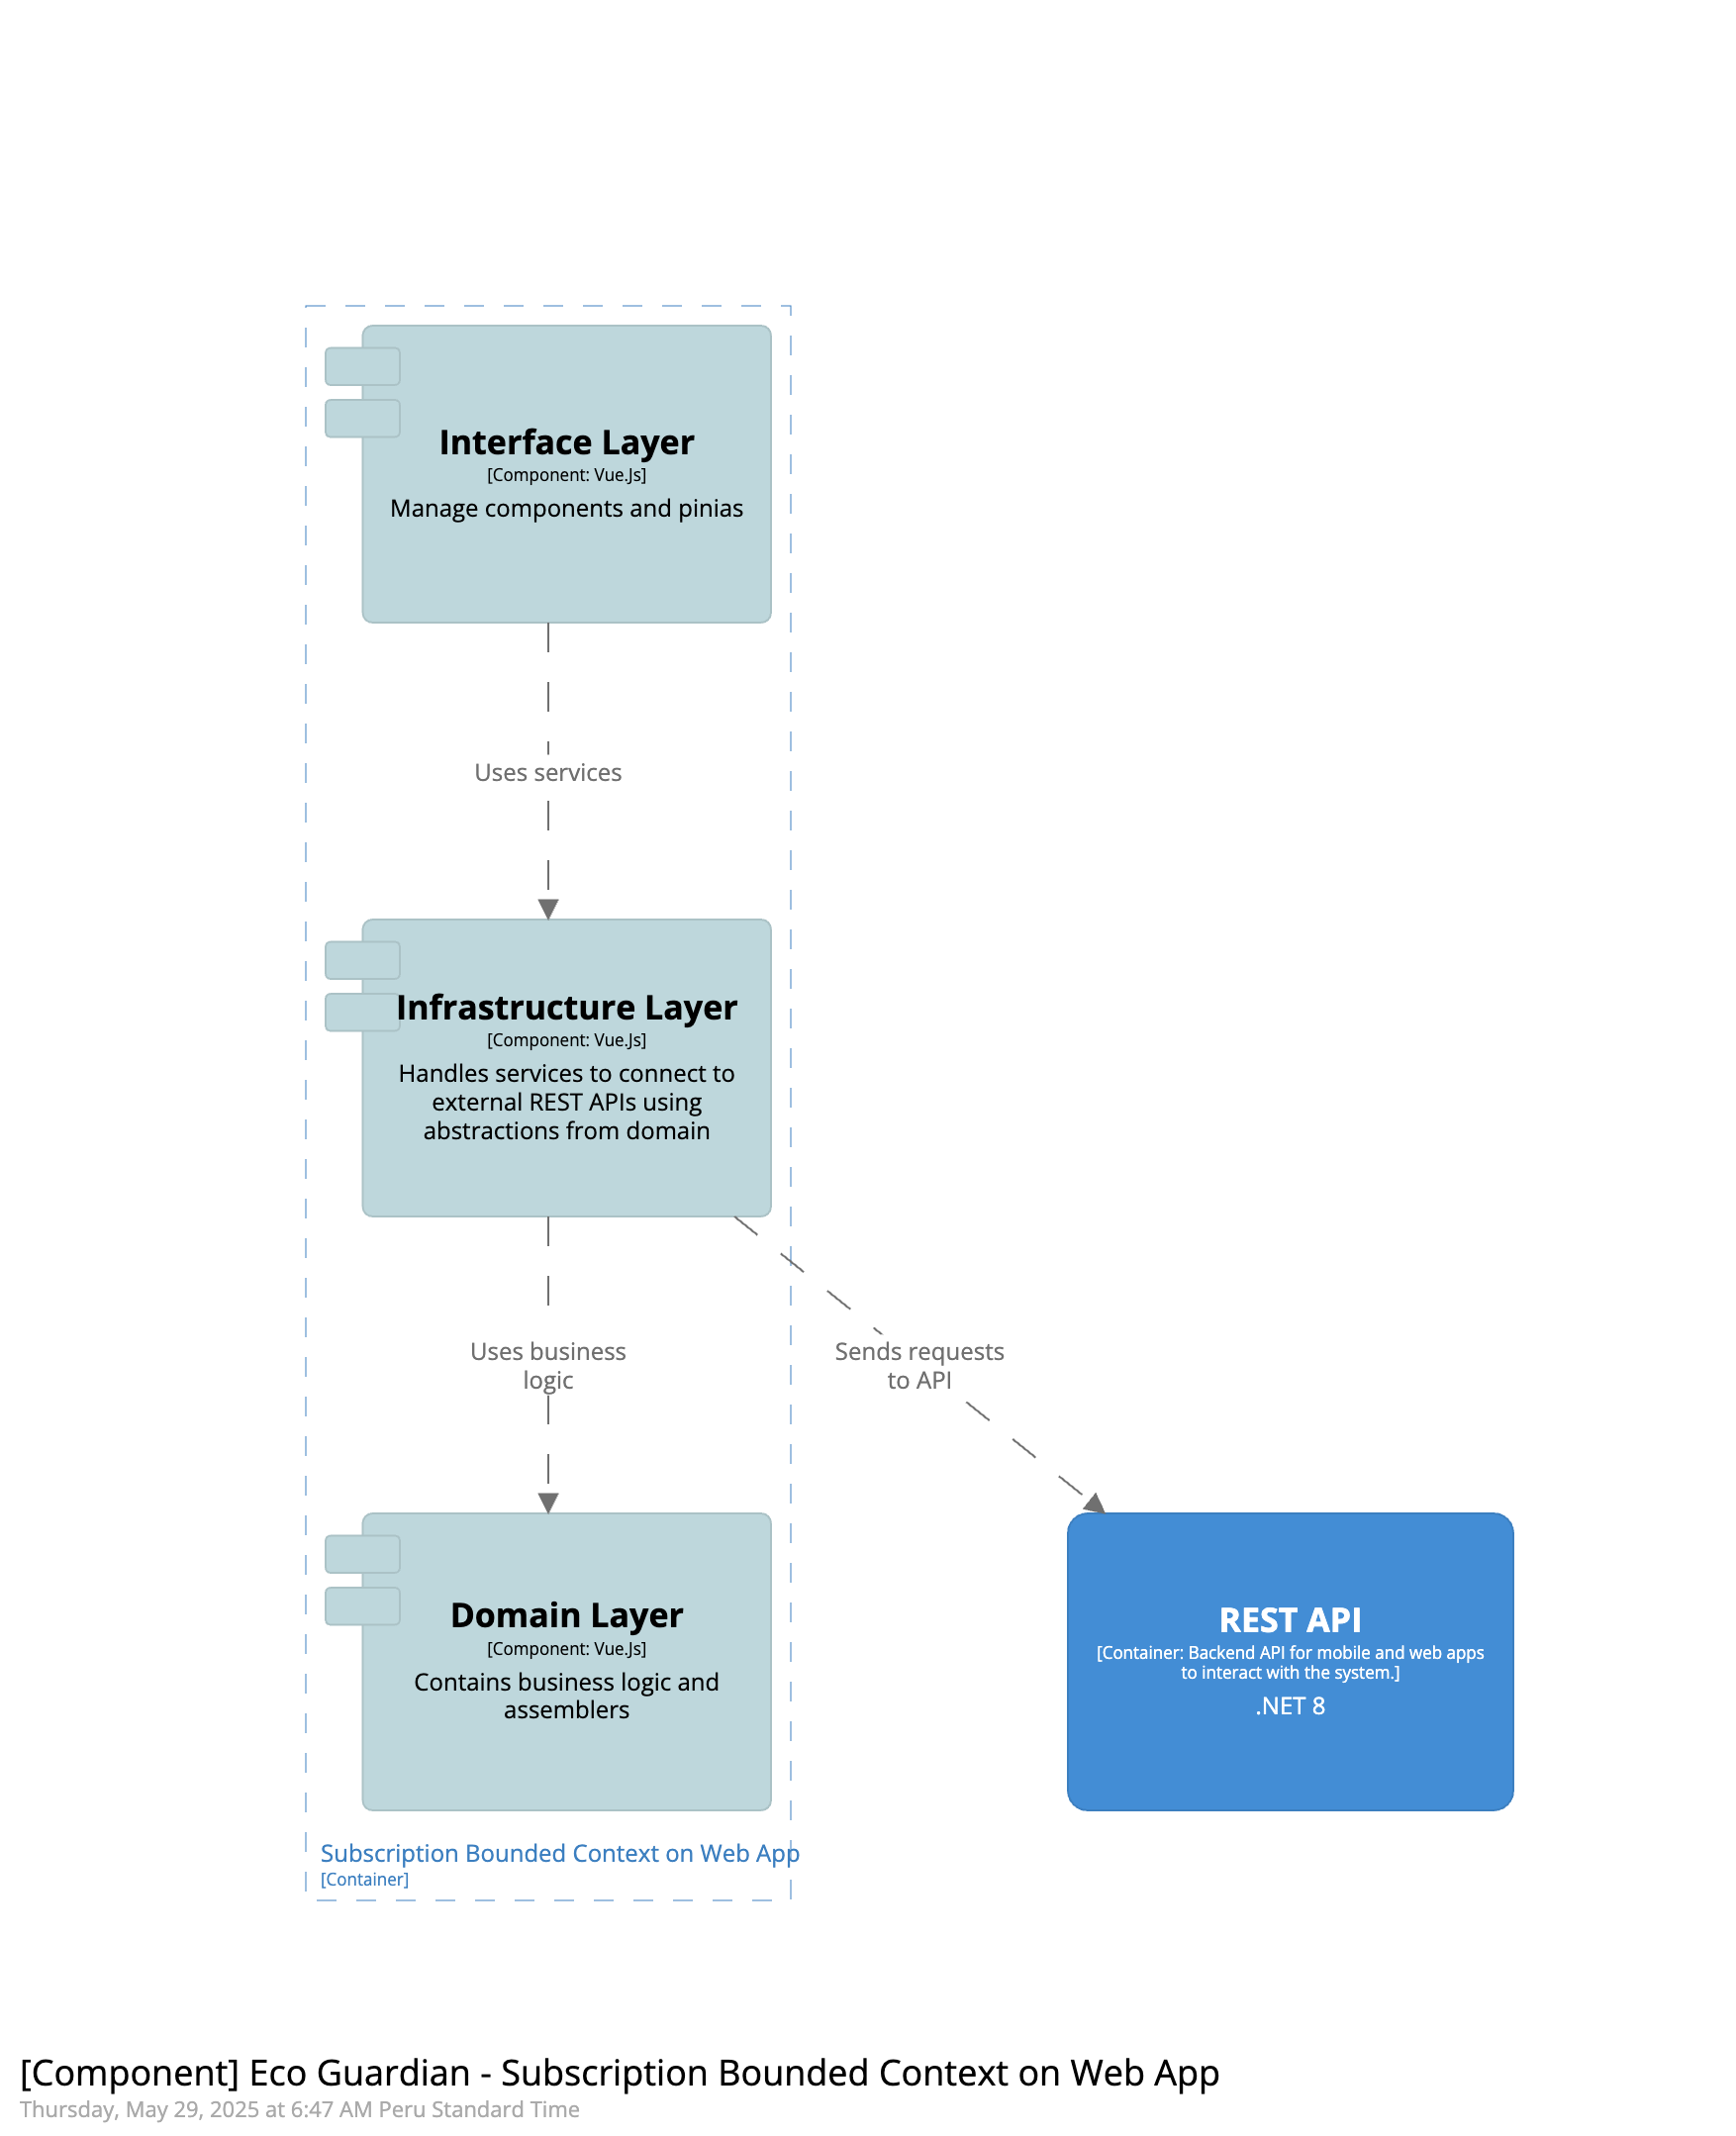 Interface Layer
[Component: Vue.Js]
Manage components and pinias
Uses services
Infrastructure Layer
[Component: Vue.Js]
Handles services to connect to
external REST APIs using
abstractions from domain
Uses business
logic
Sends requests
to API
Domain Layer
[Component: Vue.Js]
Contains business logic and
assemblers
REST API
[Container: Backend API for mobile and web apps
to interact with the system.]
.NET 8
Subscription Bounded Context on Web App
[Container]
[Component] Eco Guardian - Subscription Bounded Context on Web App
Thursday, May 29, 2025 at 6:47 AM Peru Standard Time